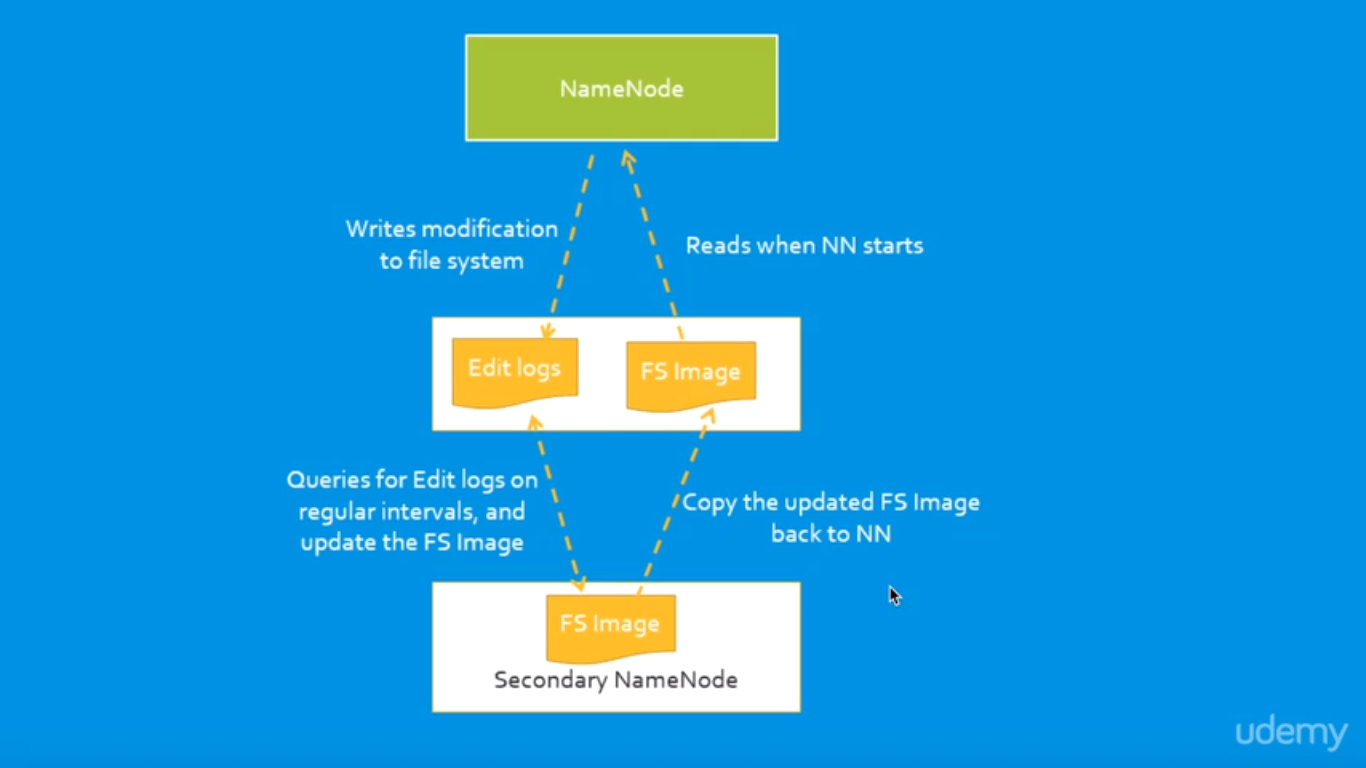 NameNode
Writes modification
to file system
Reads when NN starts
Edit logs
FS Image
Queries for Edit logs on
regular intervals, and
update the FS Image
Copy the updated FS Image
back to NN
FS Image
Secondary NameNode
udemy